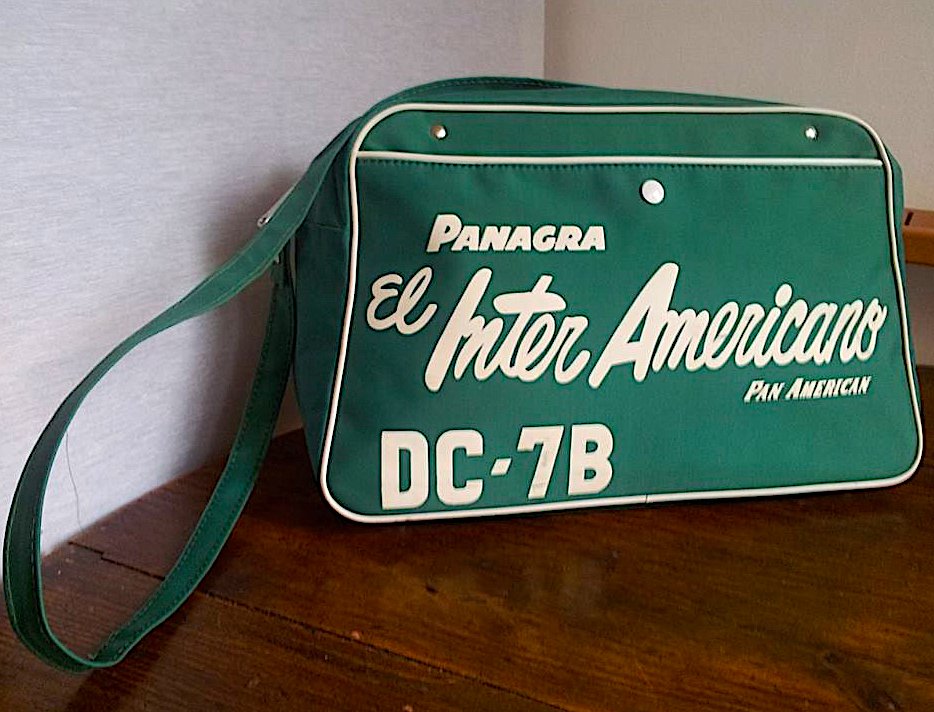 PANAGRA
El Inter Americano
PAN AMERICAN
DC-7B